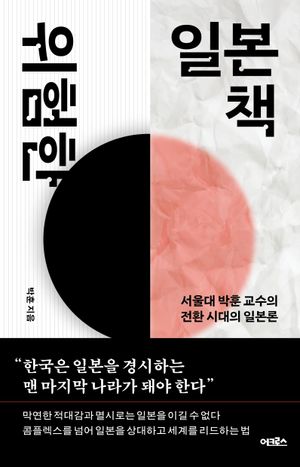 위험한
일본
책
박훈 지음
서울대 박훈 교수의
전환 시대의 일본론
“한국은 일본을 경시하는
맨 마지막 나라가 돼야 한다”
막연한 적대감과 멸시로는 일본을 이길 수 없다
콤플렉스를 넘어 일본을 상대하고 세계를 리드하는 법
어크로스